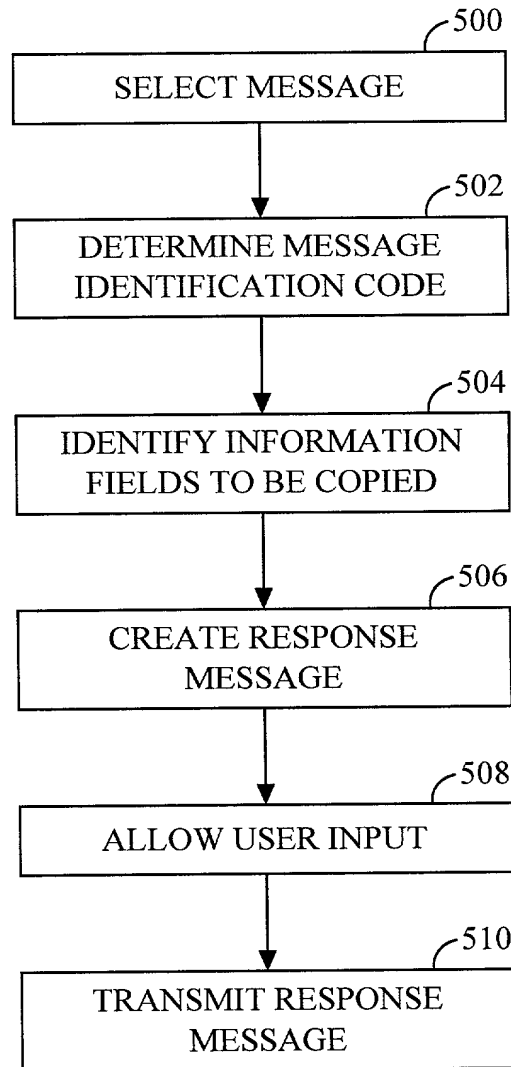 500
SELECT MESSAGE
502
DETERMINE MESSAGE
IDENTIFICATION CODE
504
IDENTIFY INFORMATION
FIELDS TO BE COPIED
506
CREATE RESPONSE
MESSAGE
508
ALLOW USER INPUT
510
TRANSMIT RESPONSE
MESSAGE